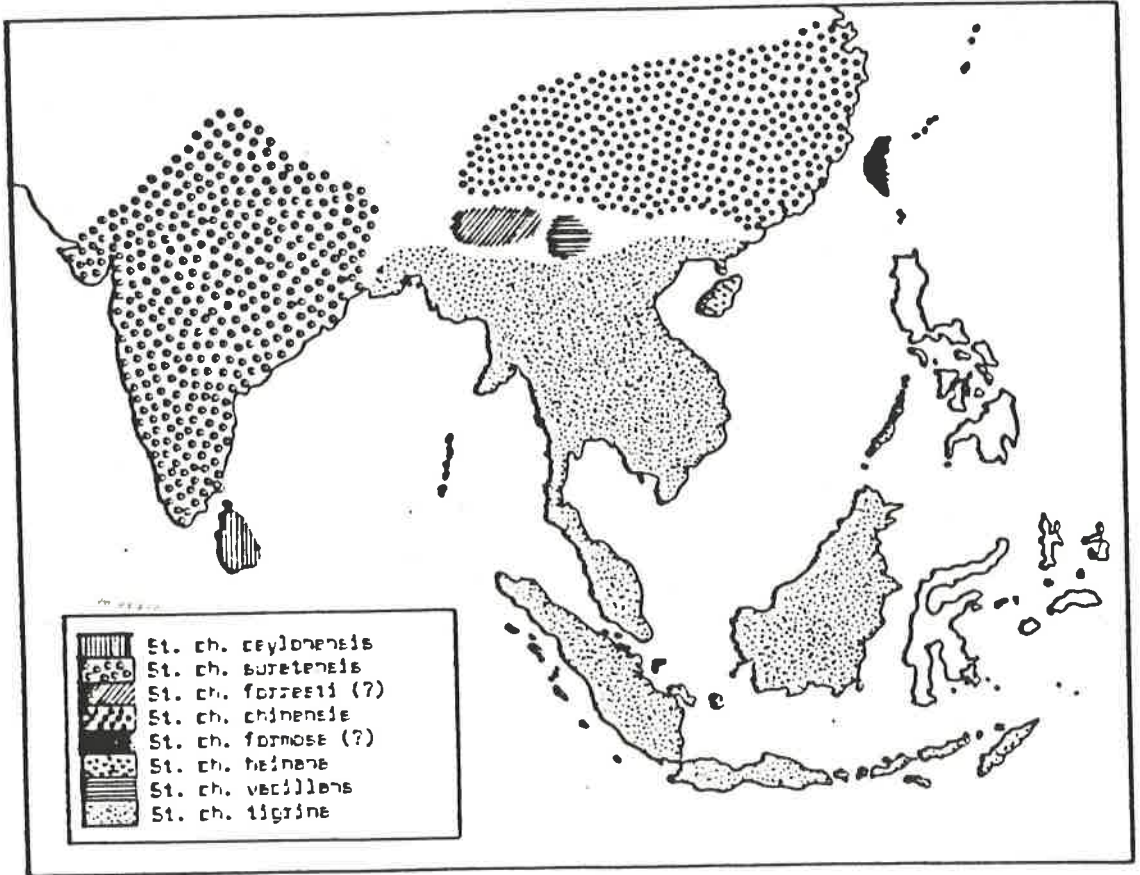 St. ch. ceylonensis
St. ch. suratensis
St. ch. forresti (?)
St. ch. chinensis
St. ch. formosa (?)
St. ch. hainana
St. ch. vacillans
St. ch. tigrina